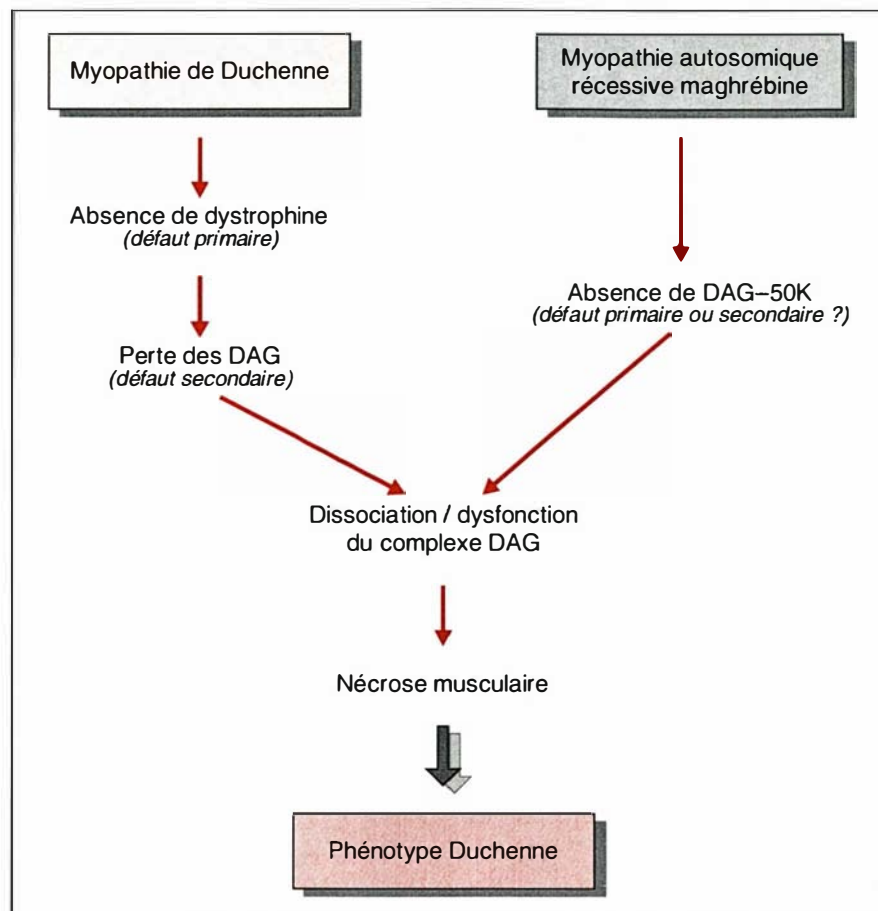 Myopathie de Duchenne
Myopathie autosomique
récessive maghrébine
Absence de dystrophine
(défaut primaire)
Absence de DAG–50K
(défaut primaire ou secondaire ?)
Perte des DAG
(défaut secondaire)
Dissociation / dysfonction
du complexe DAG
Nécrose musculaire
Phénotype Duchenne